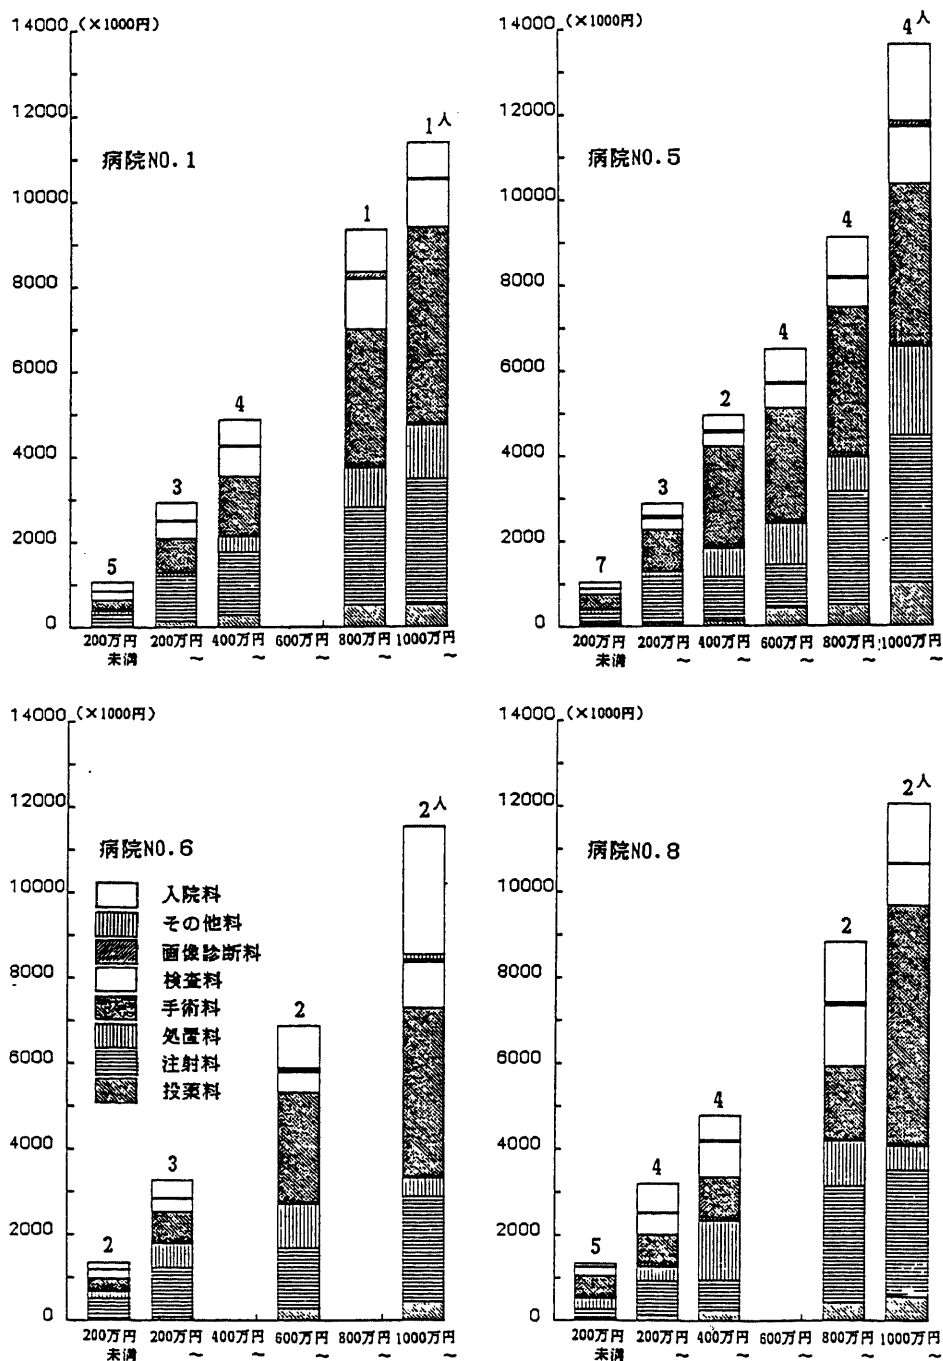 14000 (×1000円)
12000
10000
8000
6000
4000
2000
0
病院NO.1
5
3
4
1
1人
200万円 200万円 400万円 600万円 800万円 1000万円
未満 ～ ～ ～ ～ ～
14000 (×1000円)
12000
10000
8000
6000
4000
2000
0
病院NO.5
7
3
2
4
4
4人
200万円 200万円 400万円 600万円 800万円 1000万円
未満 ～ ～ ～ ～ ～
14000 (×1000円)
12000
10000
8000
6000
4000
2000
0
病院NO.6
入院料
その他料
画像診断料
検査料
手術料
処置料
注射料
投薬料
2
3
2
2人
200万円 200万円 400万円 600万円 800万円 1000万円
未満 ～ ～ ～ ～ ～
14000 (×1000円)
12000
10000
8000
6000
4000
2000
0
病院NO.8
5
4
4
2
2人
200万円 200万円 400万円 600万円 800万円 1000万円
未満 ～ ～ ～ ～ ～